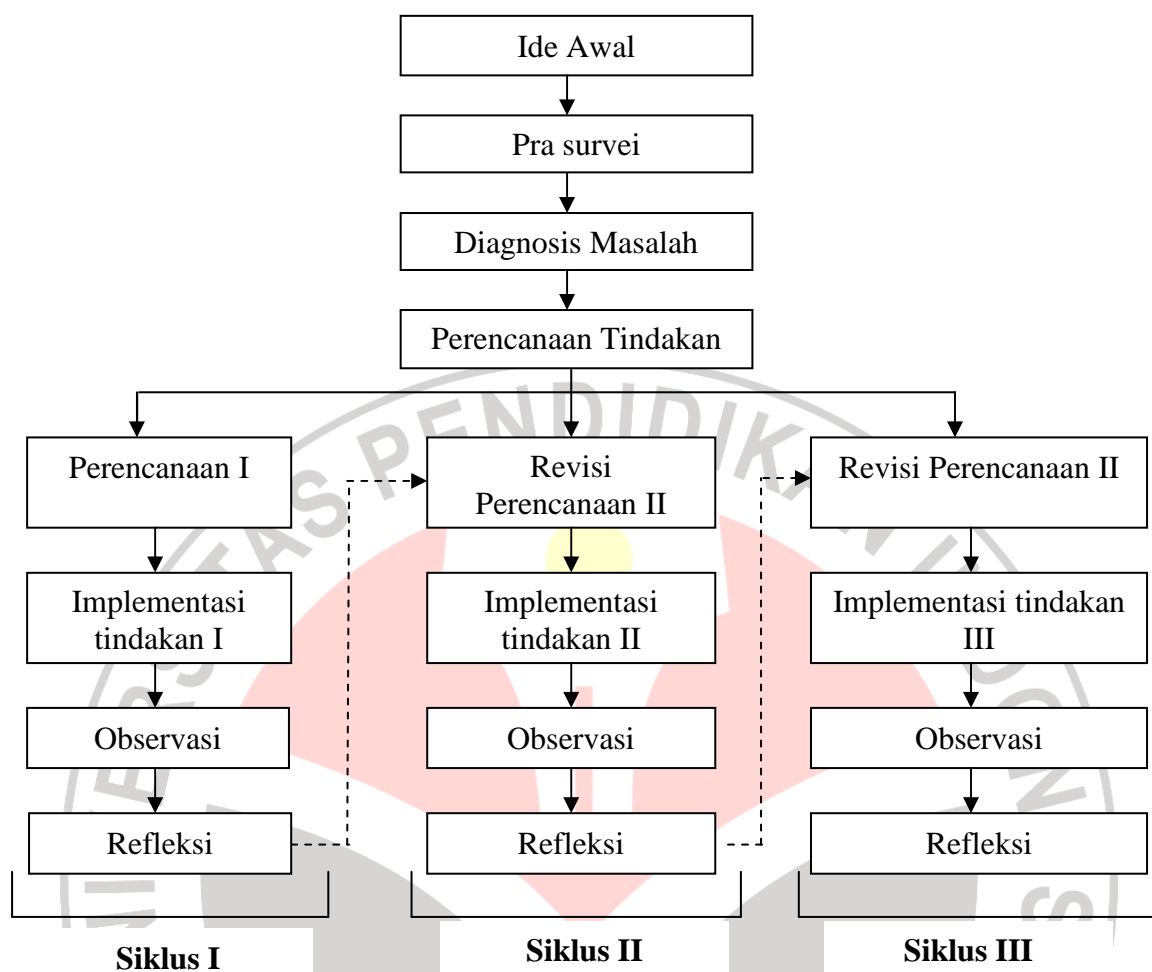 Ide Awal
Pra survei
Diagnosis Masalah
Perencanaan Tindakan
Perencanaan I
Implementasi
tindakan I
Observasi
Refleksi
Siklus I
Revisi
Perencanaan II
Implementasi
tindakan II
Observasi
Refleksi
Siklus II
Revisi Perencanaan II
Implementasi tindakan
III
Observasi
Refleksi
Siklus III